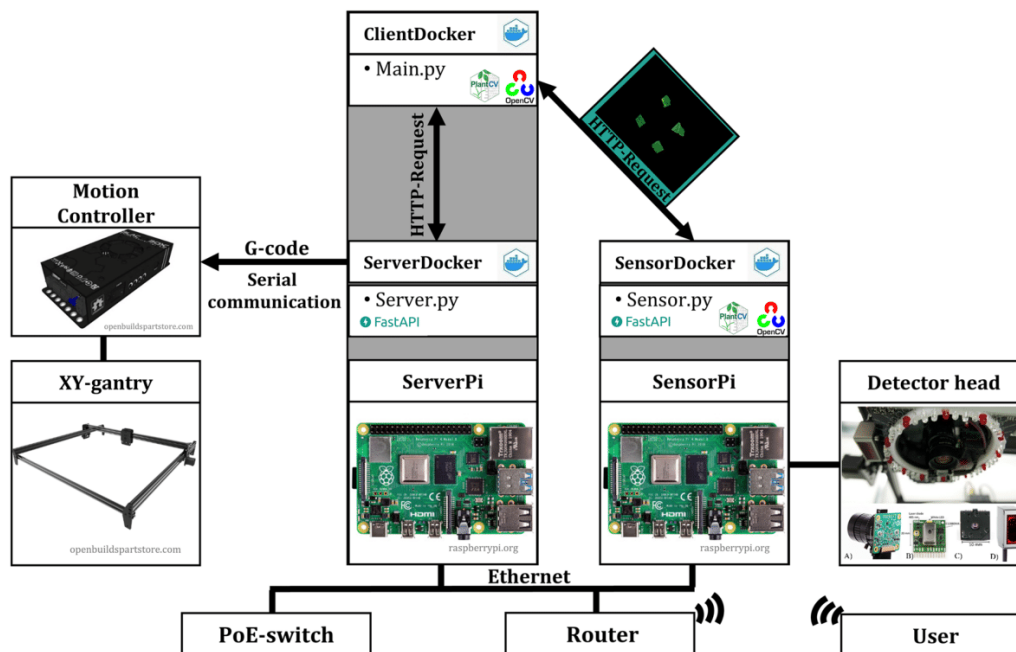 ClientDocker
• Main.py
PlantCV
OpenCV
HTTP-Request
HTTP-Request
Motion
Controller
openbuildspartstore.com
G-code
Serial
communication
ServerDocker
• Server.py
FastAPI
SensorDocker
• Sensor.py
FastAPI
PlantCV
OpenCV
XY-gantry
openbuildspartstore.com
ServerPi
HDMI
raspberrypi.org
SensorPi
HDMI
raspberrypi.org
Detector head
A)
B)
C)
D)
Ethernet
PoE-switch
Router
User